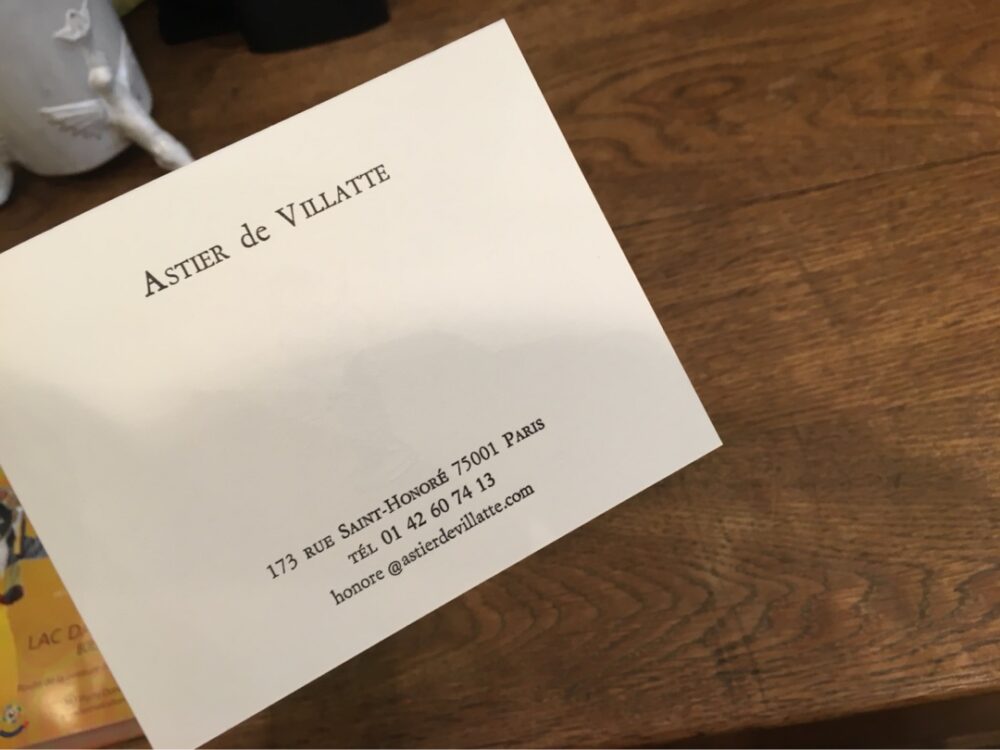 ASTIER de VILLATTE
173 RUE SAINT-HONORÉ 75001 PARIS
TÉL 01 42 60 74 13
honore @astierdevillatte.com
LAC D